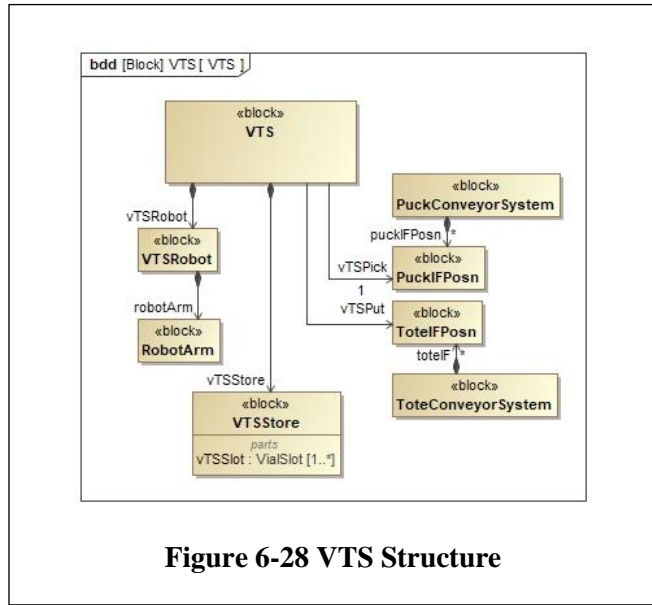 bdd [Block] VTS [ VTS ]
«block»
VTS
«block»
PuckConveyorSystem
vTSRobot
puckIFPosn
*
«block»
VTSRobot
vTSPick
«block»
PuckIFPosn
1
vTSPut
robotArm
«block»
RobotArm
«block»
ToteIFPosn
toteIF
*
vTSStore
«block»
ToteConveyorSystem
«block»
VTSStore
parts
vTSSlot : VialSlot [1..*]
Figure 6-28 VTS Structure